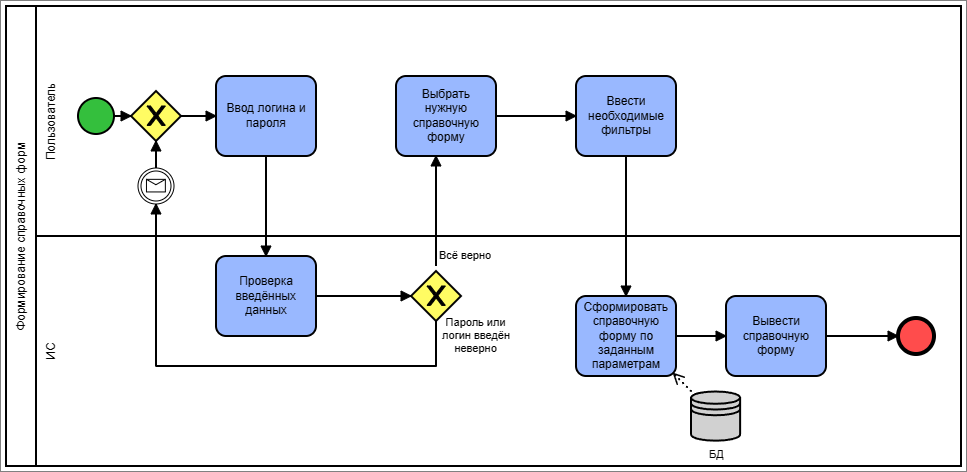 Формирование справочных форм
Пользователь
Ввод логина и
пароля
Выбрать
нужную
справочную
форму
Ввести
необходимые
фильтры
ИС
Проверка
введённых
данных
Всё верно
Пароль или
логин введён
неверно
Сформировать
справочную
форму по
заданным
параметрам
Вывести
справочную
форму
БД